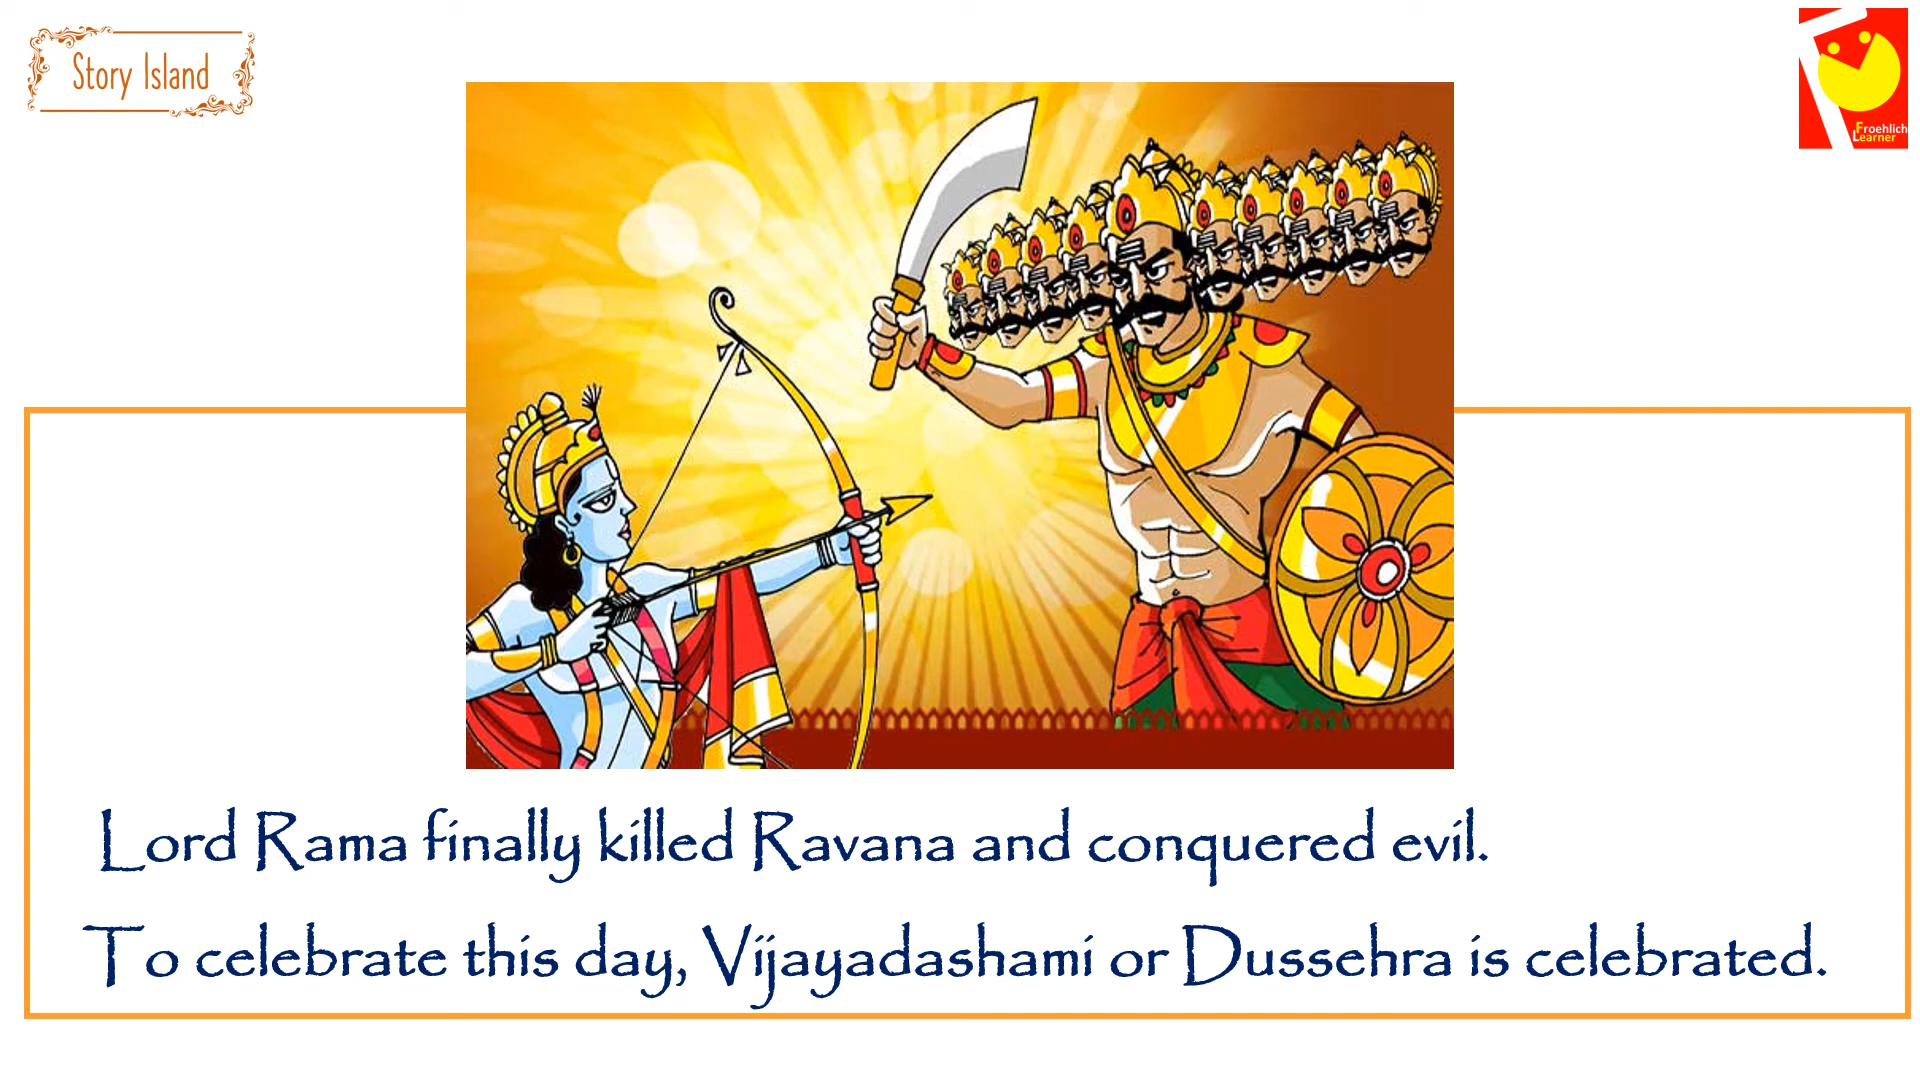 Story Island
Froehlich
Learner
Lord Rama finally killed Ravana and conquered evil.
To celebrate this day, Vijayadashami or Dussehra is celebrated.